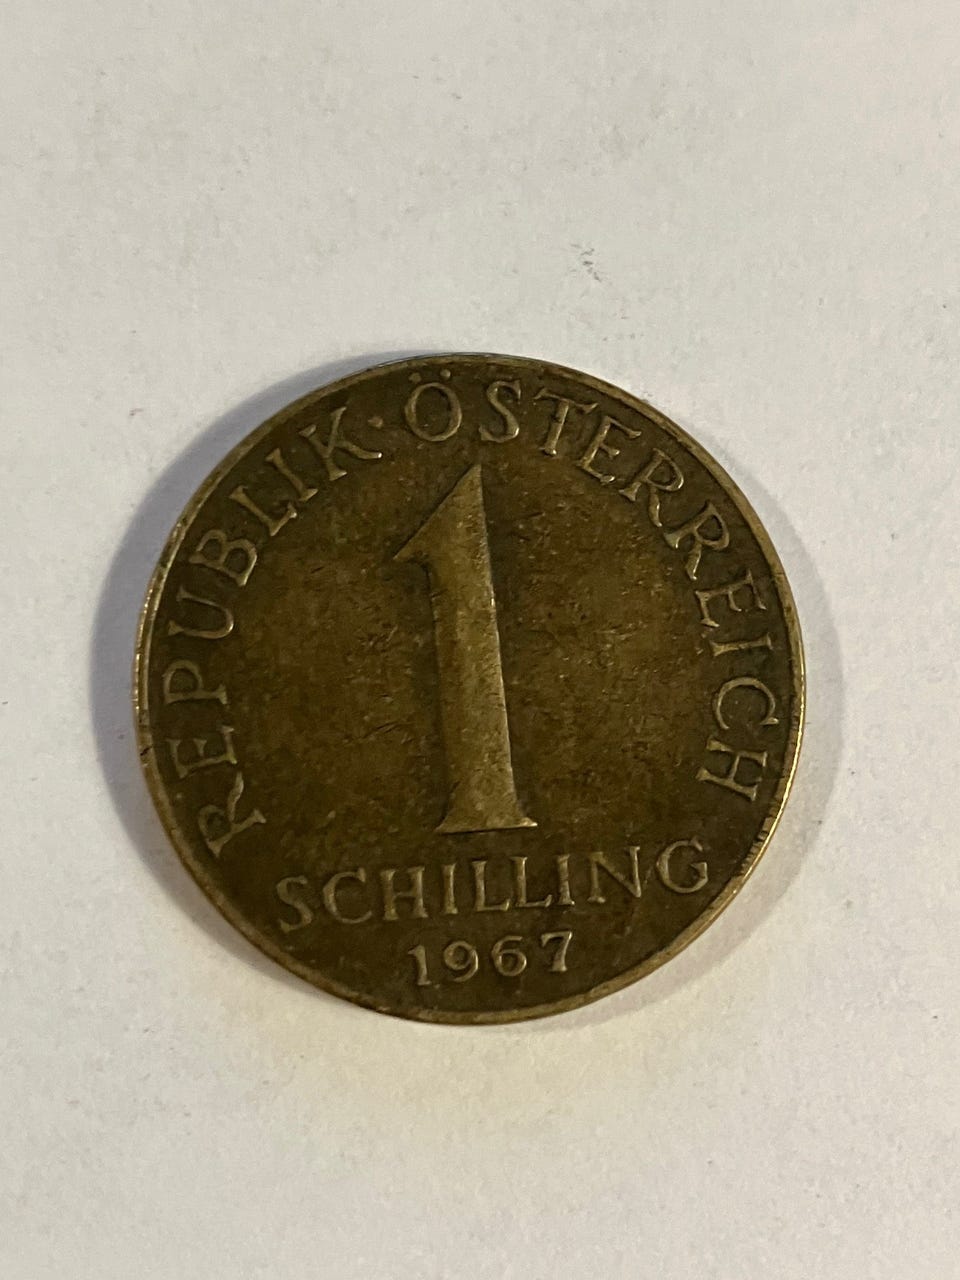 REPUBLIK · ÖSTERREICH
1
SCHILLING
1967